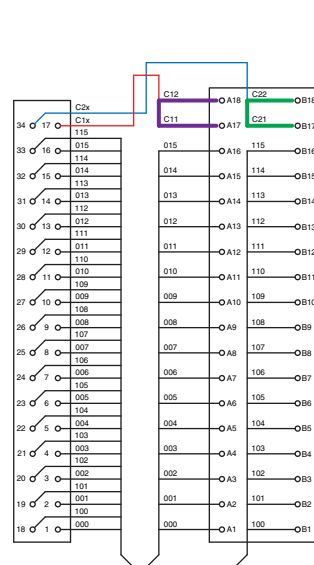 C12 C22
C2x A18 B18
C1x C11 C21
34 17 A17 B17
115
015 015 115
33 16 A16 B16
114
014 014 114
32 15 A15 B15
113
013 013 113
31 14 A14 B14
112
012 012 112
30 13 A13 B13
111
011 011 111
29 12 A12 B12
110
010 010 110
28 11 A11 B11
109
009 009 109
27 10 A10 B10
108
008 008 108
26 9 A9 B9
107
007 007 107
25 8 A8 B8
106
006 006 106
24 7 A7 B7
105
005 005 105
23 6 A6 B6
104
004 004 104
22 5 A5 B5
103
003 003 103
21 4 A4 B4
102
002 002 102
20 3 A3 B3
101
001 001 101
19 2 A2 B2
100
000 000 100
18 1 A1 B1